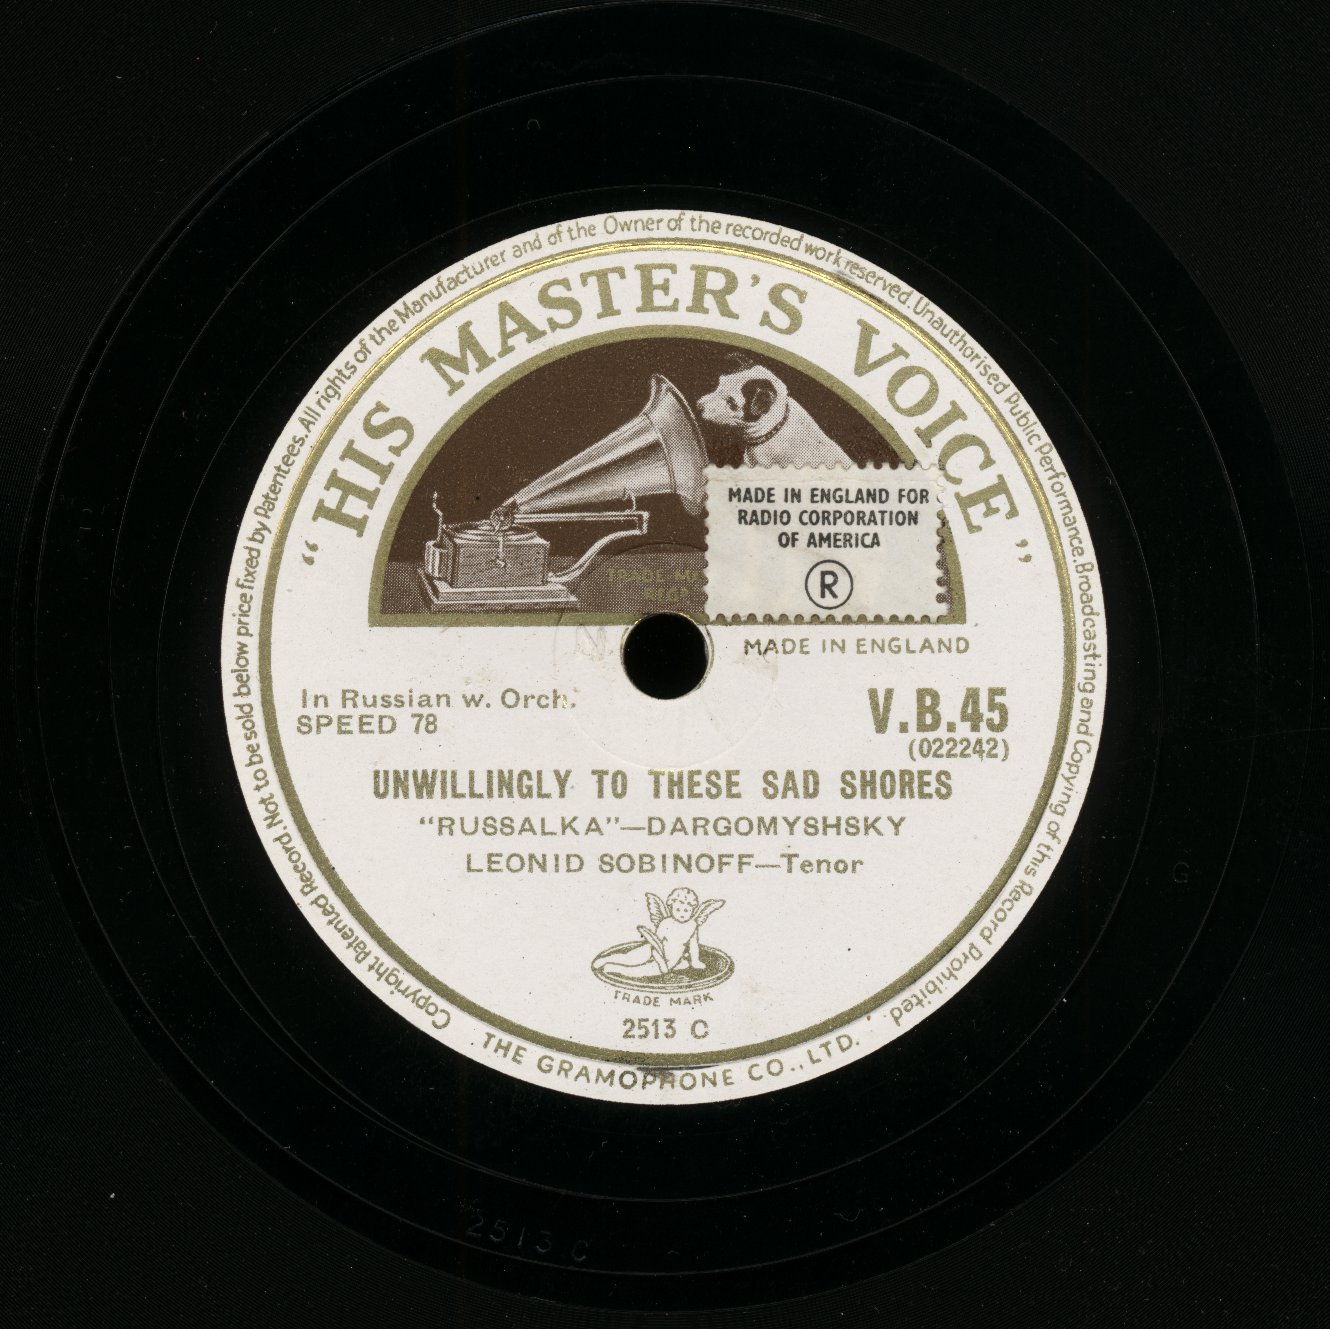 Copyright Patented Record. Not to be sold below price fixed by Patentees. All rights of the Manufacturer and of the Owner of the recorded work reserved. Unauthorised Public Performance. Broadcasting and Copying of this Record Prohibited.
"HIS MASTER'S VOICE"
MADE IN ENGLAND FOR
RADIO CORPORATION
OF AMERICA
R
TRADE
REGD
MADE IN ENGLAND
In Russian w. Orch.
SPEED 78
V.B.45
(022242)
UNWILLINGLY TO THESE SAD SHORES
"RUSSALKA"—DARGOMYSHSKY
LEONID SOBINOFF—Tenor
TRADE MARK
2513 C
THE GRAMOPHONE CO., LTD.
2513 C